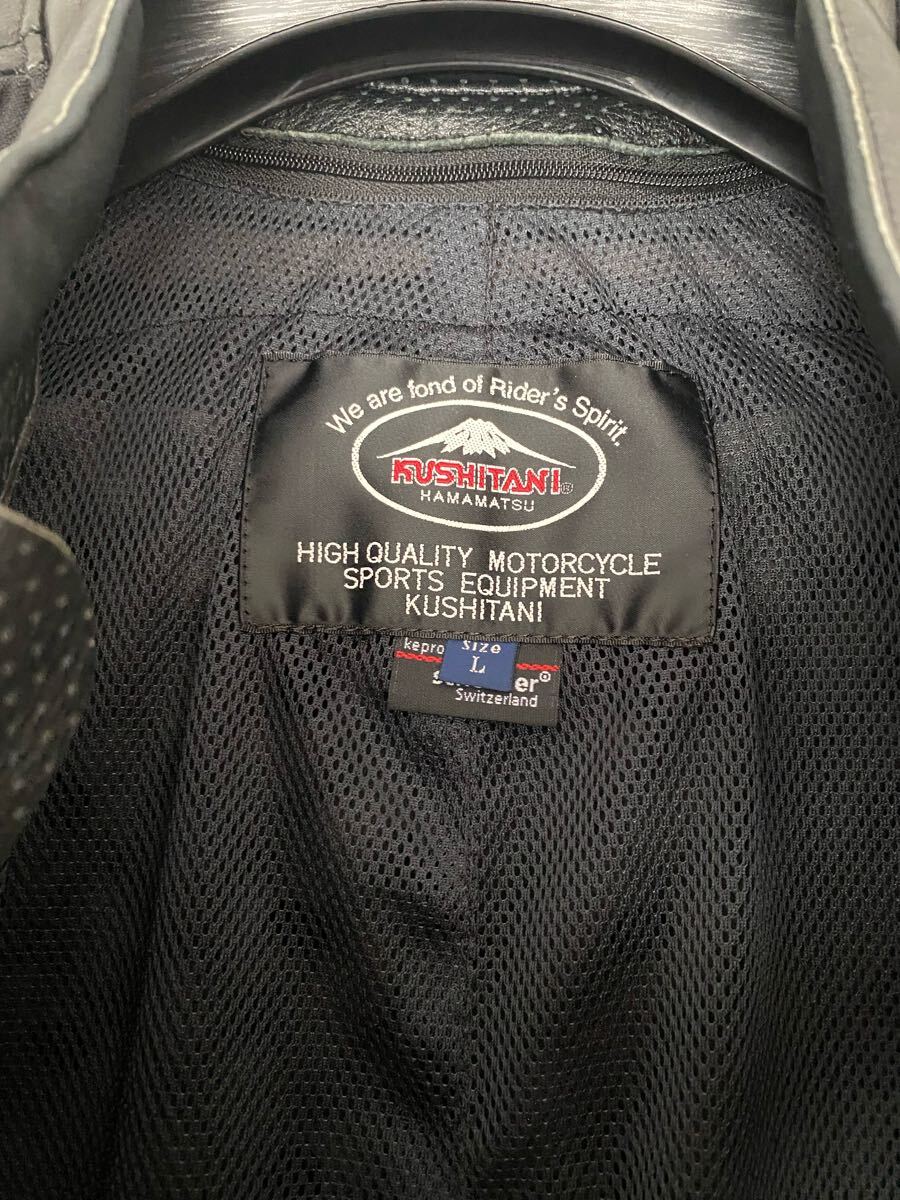 We are fond of Rider's Spirit.
KUSHITANI®
HAMAMATSU
HIGH QUALITY MOTORCYCLE
SPORTS EQUIPMENT
KUSHITANI
size
L
Switzerland